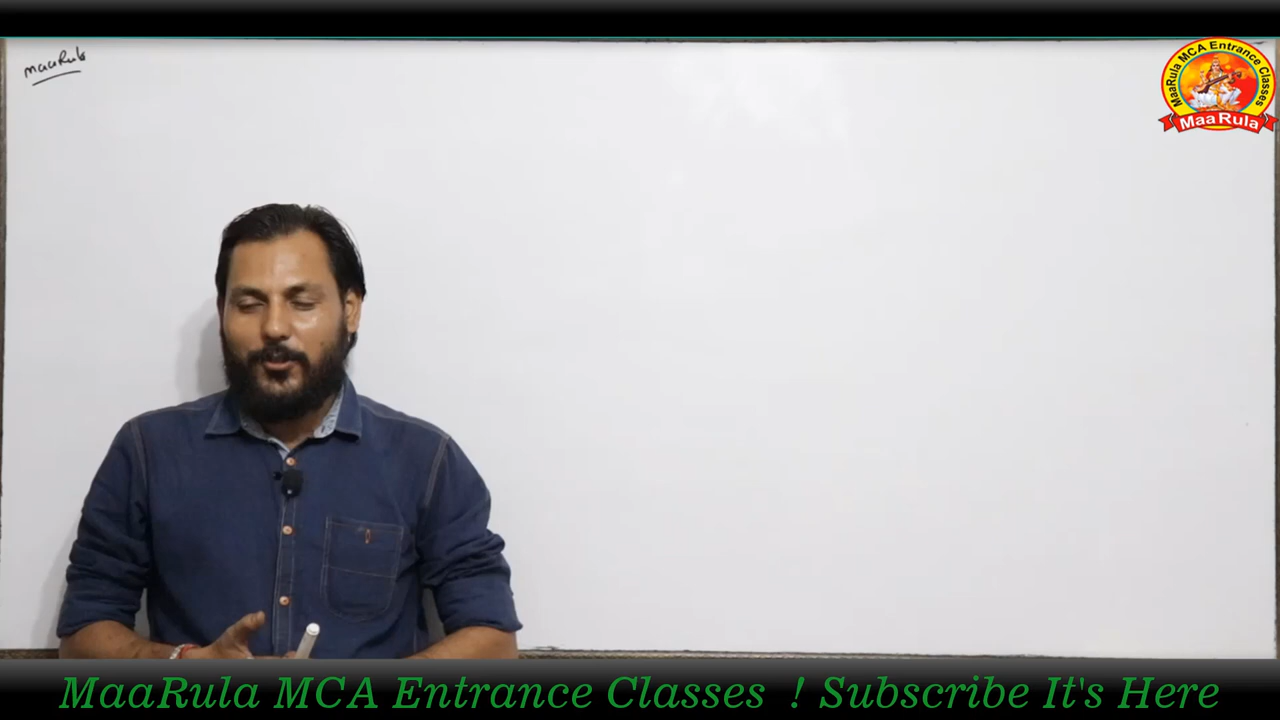 maaRula
MaaRula MCA Entrance Classes
MaaRula
MaaRula MCA Entrance Classes ! Subscribe It's Here